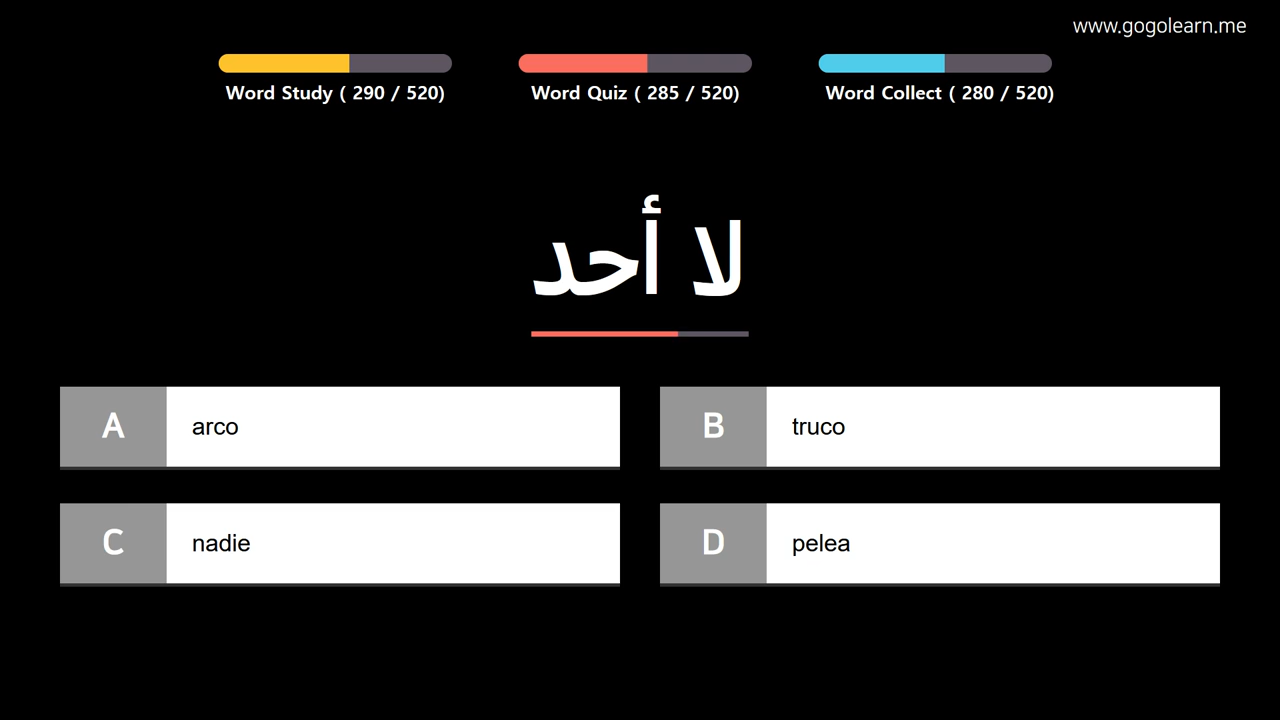 www.gogolearn.me
Word Study ( 290 / 520)
Word Quiz ( 285 / 520)
Word Collect ( 280 / 520)
لا أحد
A arco
B truco
C nadie
D pelea